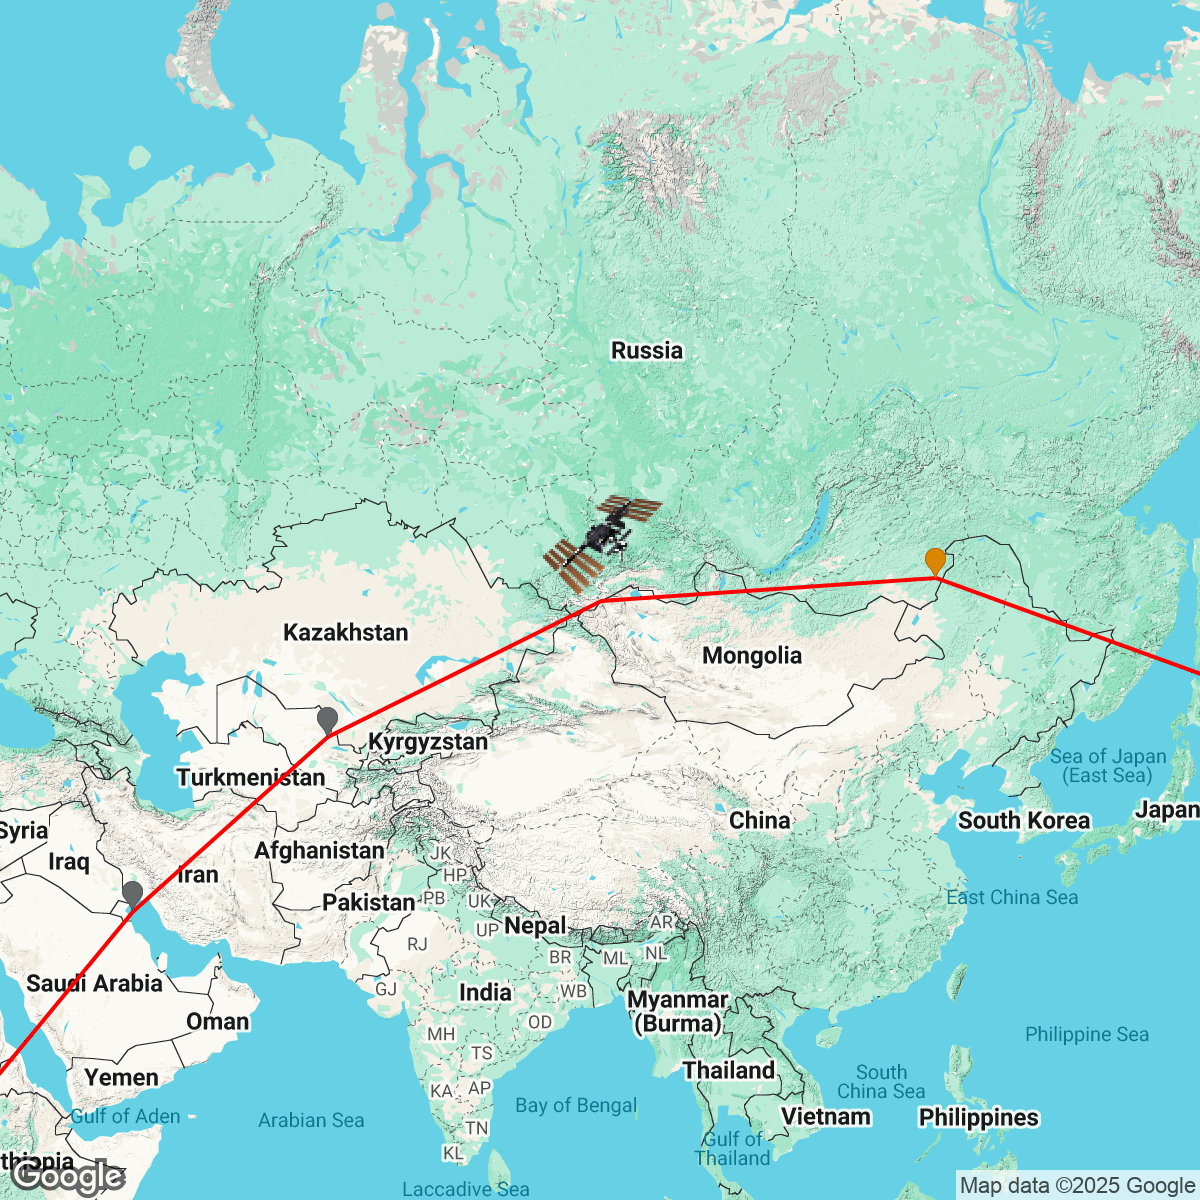 Russia
Kazakhstan
Mongolia
Kyrgyzstan
Turkmenistan
Sea of Japan
(East Sea)
Japan
China
South Korea
Syria
Iraq
Iran
Afghanistan
JK
HP
Pakistan
PB
UK
East China Sea
Nepal
UP
AR
RJ
BR
ML
NL
Saudi Arabia
GJ
India
WB
Myanmar
(Burma)
Oman
OD
MH
Philippine Sea
TS
Yemen
Thailand
South
China Sea
KA
AP
Gulf of Aden
Arabian Sea
Bay of Bengal
Vietnam
Philippines
TN
Gulf of
Thailand
KL
thiopia
Google
Laccadive Sea
Map data ©2025 Google